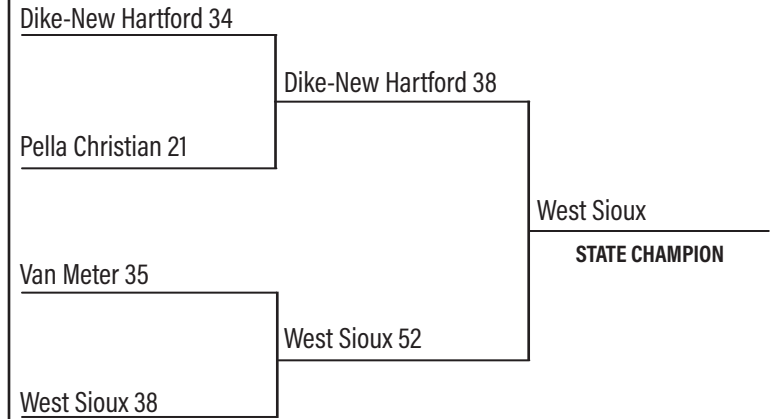 Dike-New Hartford 34
Dike-New Hartford 38
Pella Christian 21
West Sioux
STATE CHAMPION
Van Meter 35
West Sioux 52
West Sioux 38